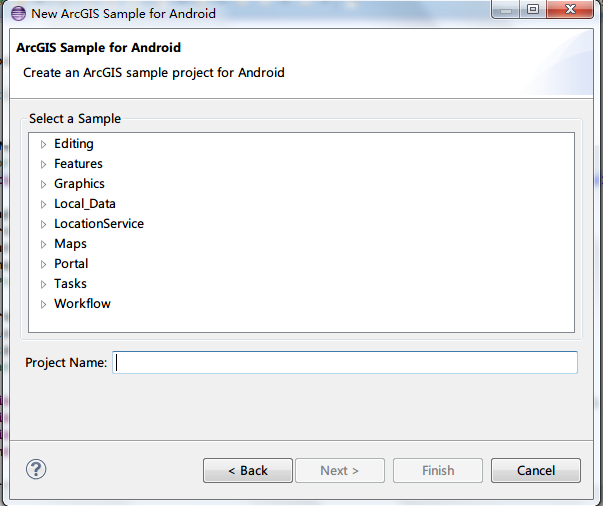 New ArcGIS Sample for Android
ArcGIS Sample for Android
Create an ArcGIS sample project for Android
Select a Sample
Editing
Features
Graphics
Local_Data
LocationService
Maps
Portal
Tasks
Workflow
Project Name:
? < Back Next > Finish Cancel